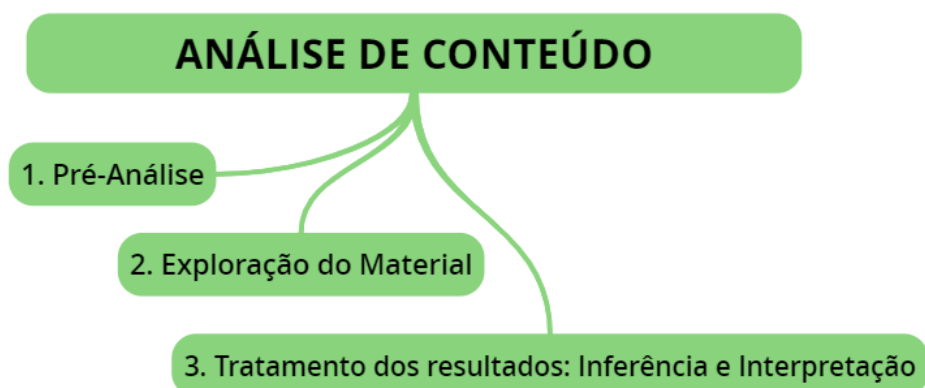 ANÁLISE DE CONTEÚDO
1. Pré-Análise
2. Exploração do Material
3. Tratamento dos resultados: Inferência e Interpretação